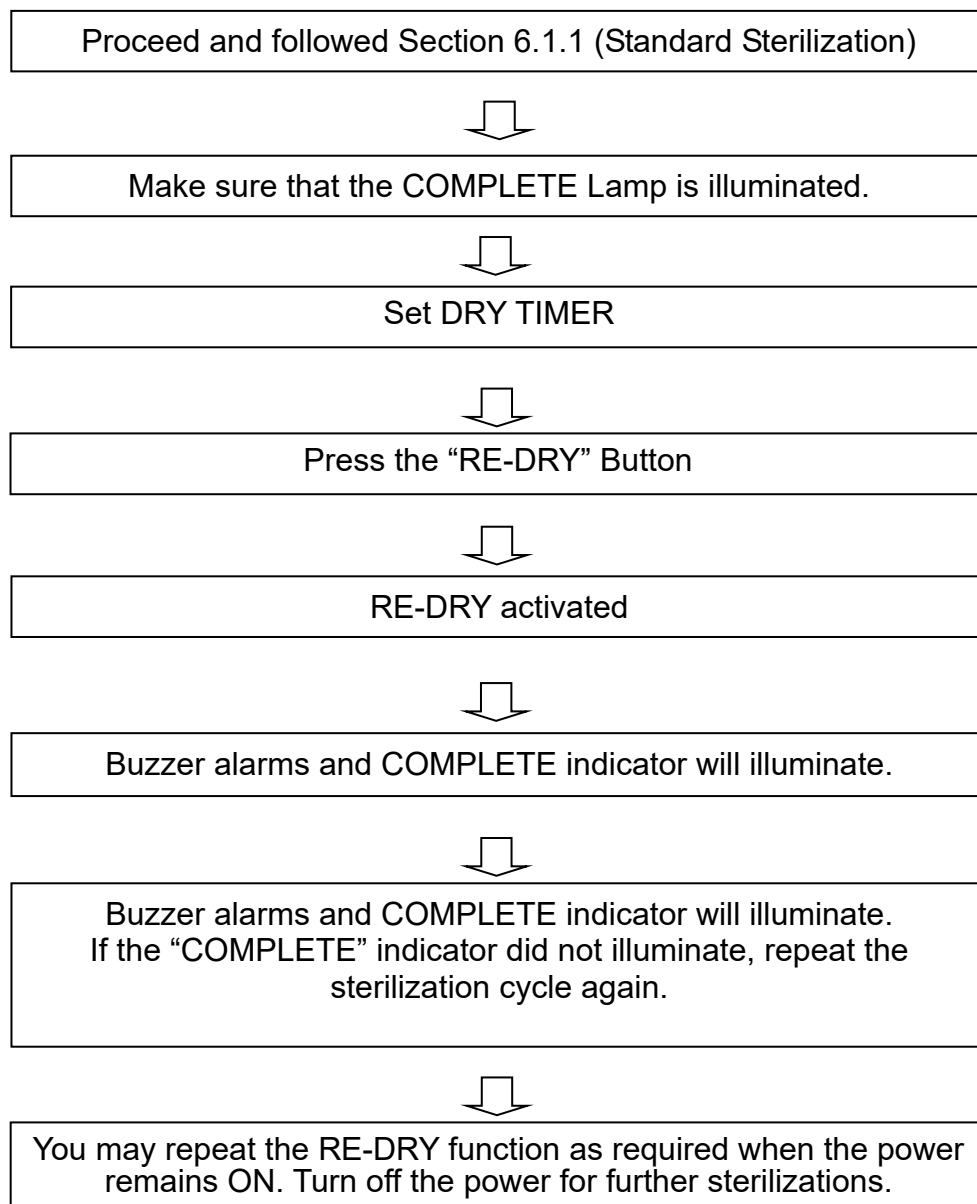 Proceed and followed Section 6.1.1 (Standard Sterilization)
Make sure that the COMPLETE Lamp is illuminated.
Set DRY TIMER
Press the “RE-DRY” Button
RE-DRY activated
Buzzer alarms and COMPLETE indicator will illuminate.
Buzzer alarms and COMPLETE indicator will illuminate.
If the “COMPLETE” indicator did not illuminate, repeat the
sterilization cycle again.
You may repeat the RE-DRY function as required when the power
remains ON. Turn off the power for further sterilizations.